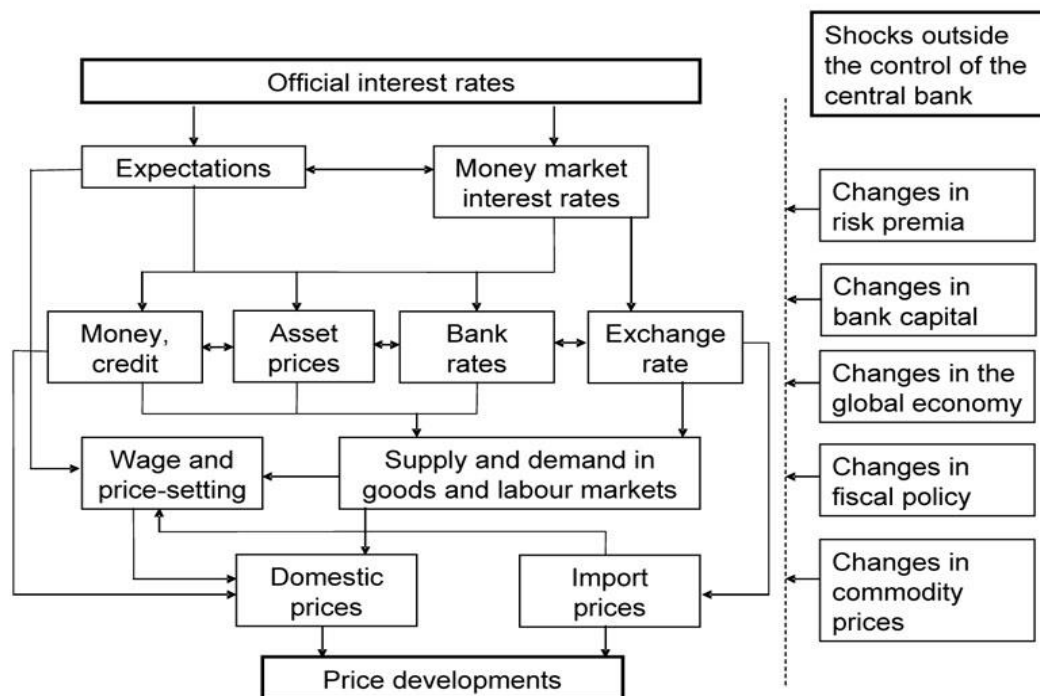 Shocks outside
the control of the
central bank
Official interest rates
Expectations
Money market
interest rates
Changes in
risk premia
Changes in
bank capital
Money,
credit
Asset
prices
Bank
rates
Exchange
rate
Changes in the
global economy
Wage and
price-setting
Supply and demand in
goods and labour markets
Changes in
fiscal policy
Domestic
prices
Import
prices
Changes in
commodity
prices
Price developments